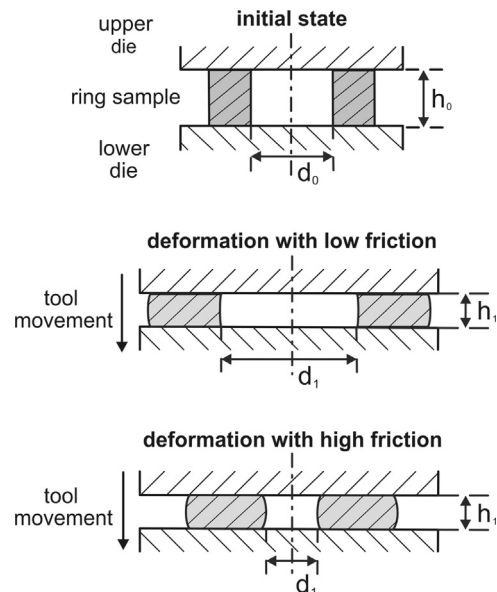 initial state
upper
die
ring sample
h₀
lower
die
d₀
deformation with low friction
tool
movement
h₁
d₁
deformation with high friction
tool
movement
h₁
d₁